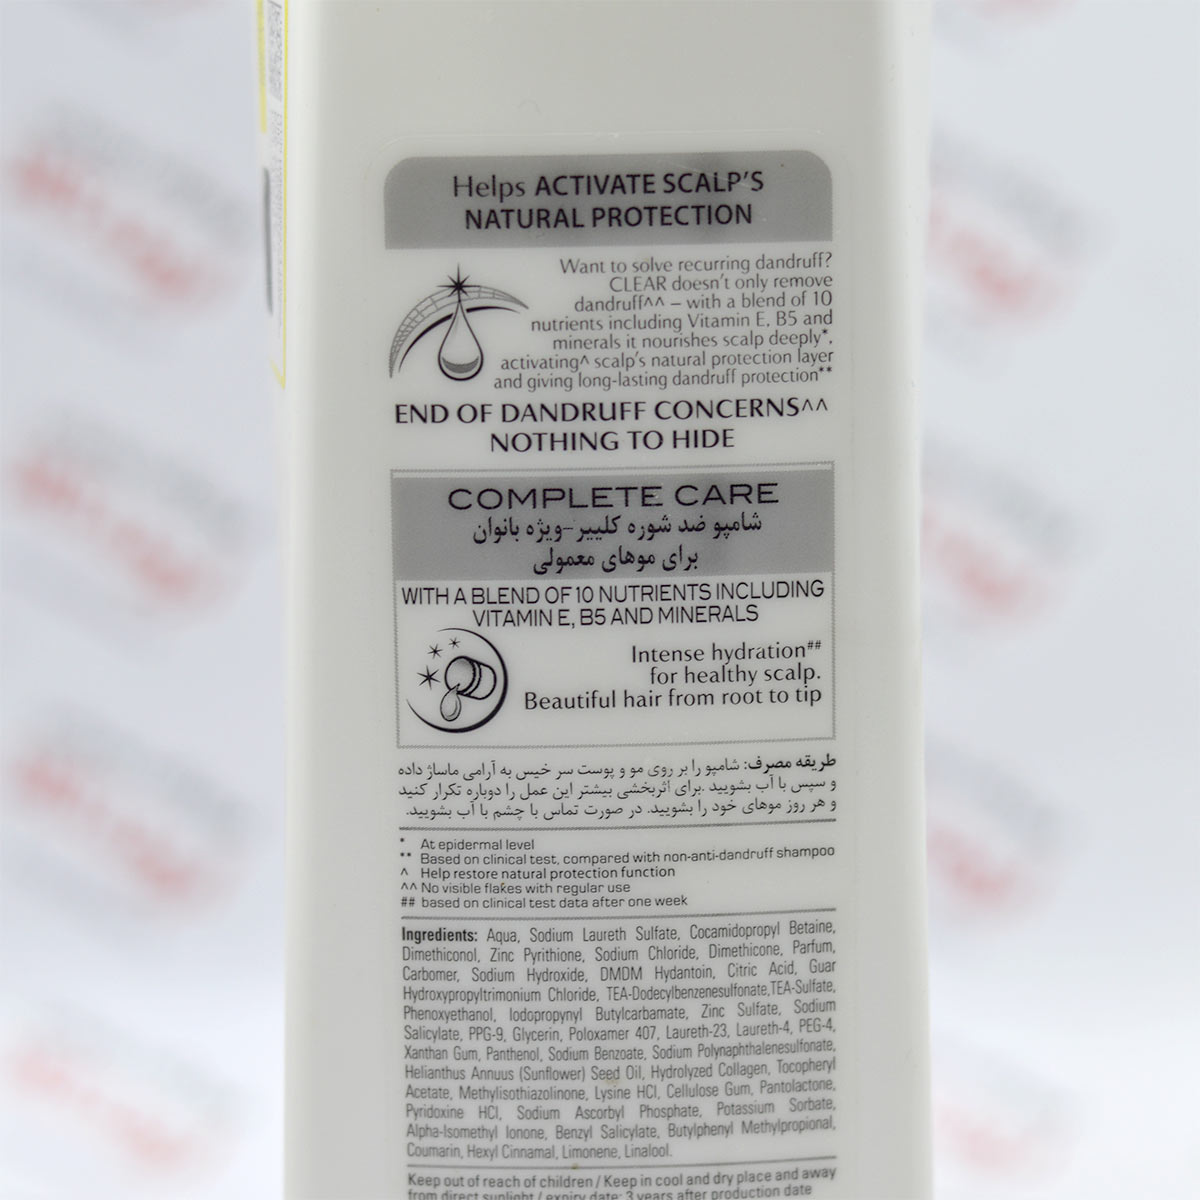 Helps ACTIVATE SCALP'S
NATURAL PROTECTION
Want to solve recurring dandruff?
CLEAR doesn't only remove
dandruff^^ – with a blend of 10
nutrients including Vitamin E, B5 and
minerals it nourishes scalp deeply*,
activating^ scalp's natural protection layer
and giving long-lasting dandruff protection**
END OF DANDRUFF CONCERNS^^
NOTHING TO HIDE
COMPLETE CARE
شامپو ضد شوره کلییر-ویژه بانوان
برای موهای معمولی
WITH A BLEND OF 10 NUTRIENTS INCLUDING
VITAMIN E, B5 AND MINERALS
Intense hydration##
for healthy scalp.
Beautiful hair from root to tip
طریقه مصرف: شامپو را بر روی مو و پوست سر خیس به آرامی ماساژ داده
و سپس با آب بشویید .برای اثربخشی بیشتر این عمل را دوباره تکرار کنید
و هر روز موهای خود را بشویید. در صورت تماس با چشم با آب بشویید.
* At epidermal level
** Based on clinical test, compared with non-anti-dandruff shampoo
^ Help restore natural protection function
^^ No visible flakes with regular use
## based on clinical test data after one week
Ingredients: Aqua, Sodium Laureth Sulfate, Cocamidopropyl Betaine,
Dimethiconol, Zinc Pyrithione, Sodium Chloride, Dimethicone, Parfum,
Carbomer, Sodium Hydroxide, DMDM Hydantoin, Citric Acid, Guar
Hydroxypropyltrimonium Chloride, TEA-Dodecylbenzenesulfonate,TEA-Sulfate,
Phenoxyethanol, Iodopropynyl Butylcarbamate, Zinc Sulfate, Sodium
Salicylate, PPG-9, Glycerin, Poloxamer 407, Laureth-23, Laureth-4, PEG-4,
Xanthan Gum, Panthenol, Sodium Benzoate, Sodium Polynaphthalenesulfonate,
Helianthus Annuus (Sunflower) Seed Oil, Hydrolyzed Collagen, Tocopheryl
Acetate, Methylisothiazolinone, Lysine HCl, Cellulose Gum, Pantolactone,
Pyridoxine HCl, Sodium Ascorbyl Phosphate, Potassium Sorbate,
Alpha-Isomethyl Ionone, Benzyl Salicylate, Butylphenyl Methylpropional,
Coumarin, Hexyl Cinnamal, Limonene, Linalool.
Keep out of reach of children / Keep in cool and dry place and away
from direct sunlight / expiry date: 3 years after production date